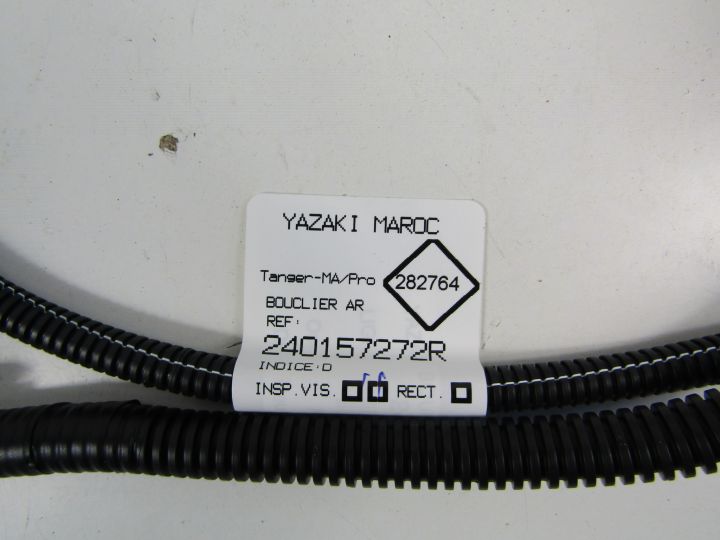 YAZAKI MAROC
Tanger-MA/Pro
282764
BOUCLIER AR
REF:
240157272R
INDICE:D
INSP.VIS. RECT.